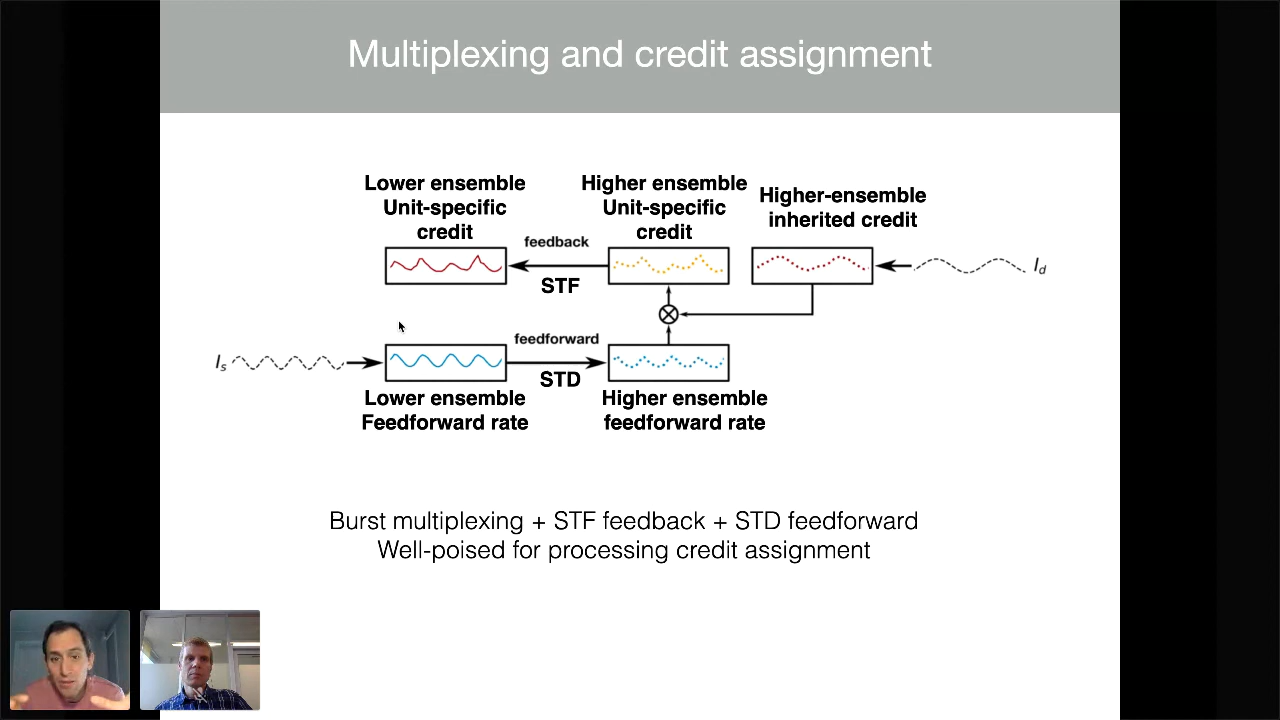 Multiplexing and credit assignment
Lower ensemble
Unit-specific
credit
Higher ensemble
Unit-specific
credit
Higher-ensemble
inherited credit
feedback
STF
I_d
feedforward
STD
I_s
Lower ensemble
Feedforward rate
Higher ensemble
feedforward rate
Burst multiplexing + STF feedback + STD feedforward
Well-poised for processing credit assignment